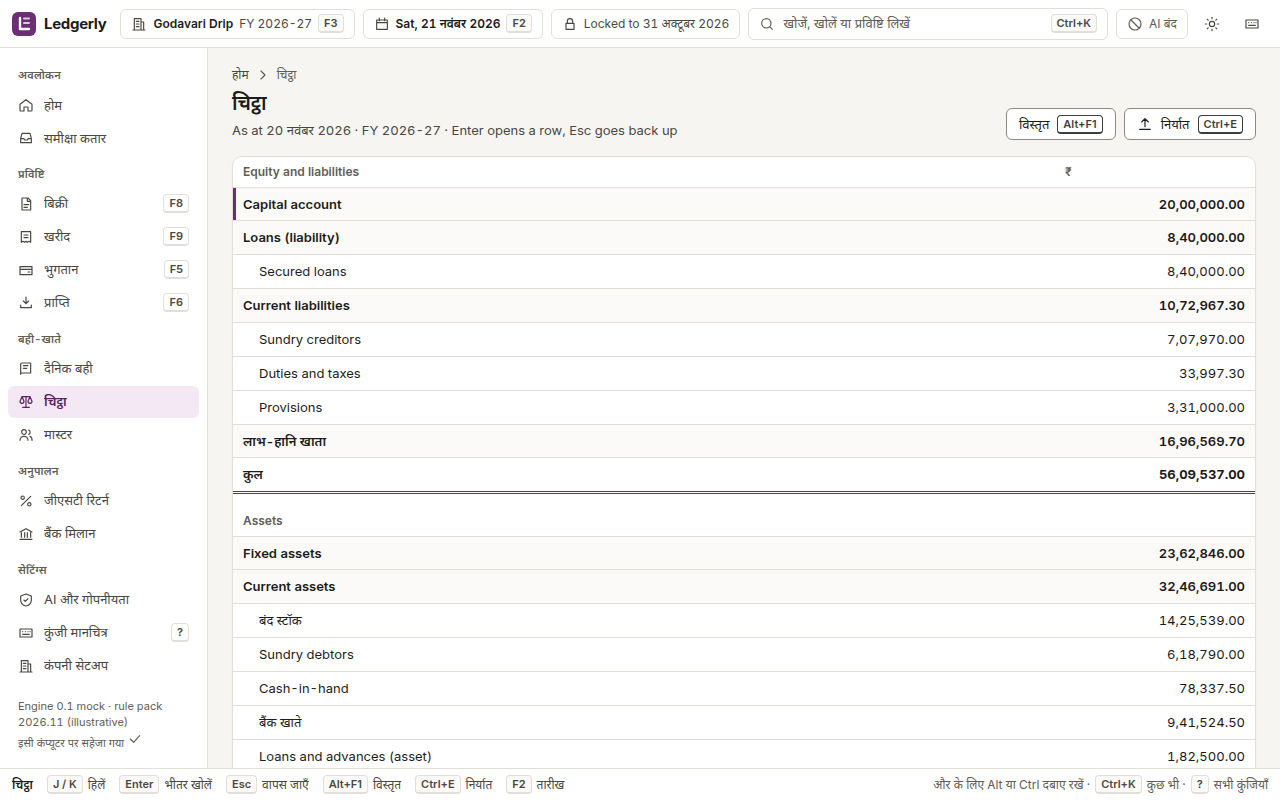 Ledgerly
Godavari Drip FY 2026-27 F3
Sat, 21 नवंबर 2026 F2
Locked to 31 अक्टूबर 2026
खोजें, खोलें या प्रविष्टि लिखें Ctrl+K
AI बंद
अवलोकन
होम
समीक्षा कतार
प्रविष्टि
बिक्री F8
खरीद F9
भुगतान F5
प्राप्ति F6
बही-खाते
दैनिक बही
चिट्ठा
मास्टर
अनुपालन
जीएसटी रिटर्न
बैंक मिलान
सेटिंग्स
AI और गोपनीयता
कुंजी मानचित्र ?
कंपनी सेटअप
Engine 0.1 mock · rule pack
2026.11 (illustrative)
इसी कंप्यूटर पर सहेजा गया
होम > चिट्ठा
चिट्ठा
As at 20 नवंबर 2026 · FY 2026-27 · Enter opens a row, Esc goes back up
विस्तृत Alt+F1
निर्यात Ctrl+E
Equity and liabilities ₹
Capital account 20,00,000.00
Loans (liability) 8,40,000.00
Secured loans 8,40,000.00
Current liabilities 10,72,967.30
Sundry creditors 7,07,970.00
Duties and taxes 33,997.30
Provisions 3,31,000.00
लाभ-हानि खाता 16,96,569.70
कुल 56,09,537.00
Assets
Fixed assets 23,62,846.00
Current assets 32,46,691.00
बंद स्टॉक 14,25,539.00
Sundry debtors 6,18,790.00
Cash-in-hand 78,337.50
बैंक खाते 9,41,524.50
Loans and advances (asset) 1,82,500.00
चिट्ठा J / K हिलें Enter भीतर खोलें Esc वापस जाएँ Alt+F1 विस्तृत Ctrl+E निर्यात F2 तारीख
और के लिए Alt या Ctrl दबाए रखें · Ctrl+K कुछ भी · ? सभी कुंजियाँ